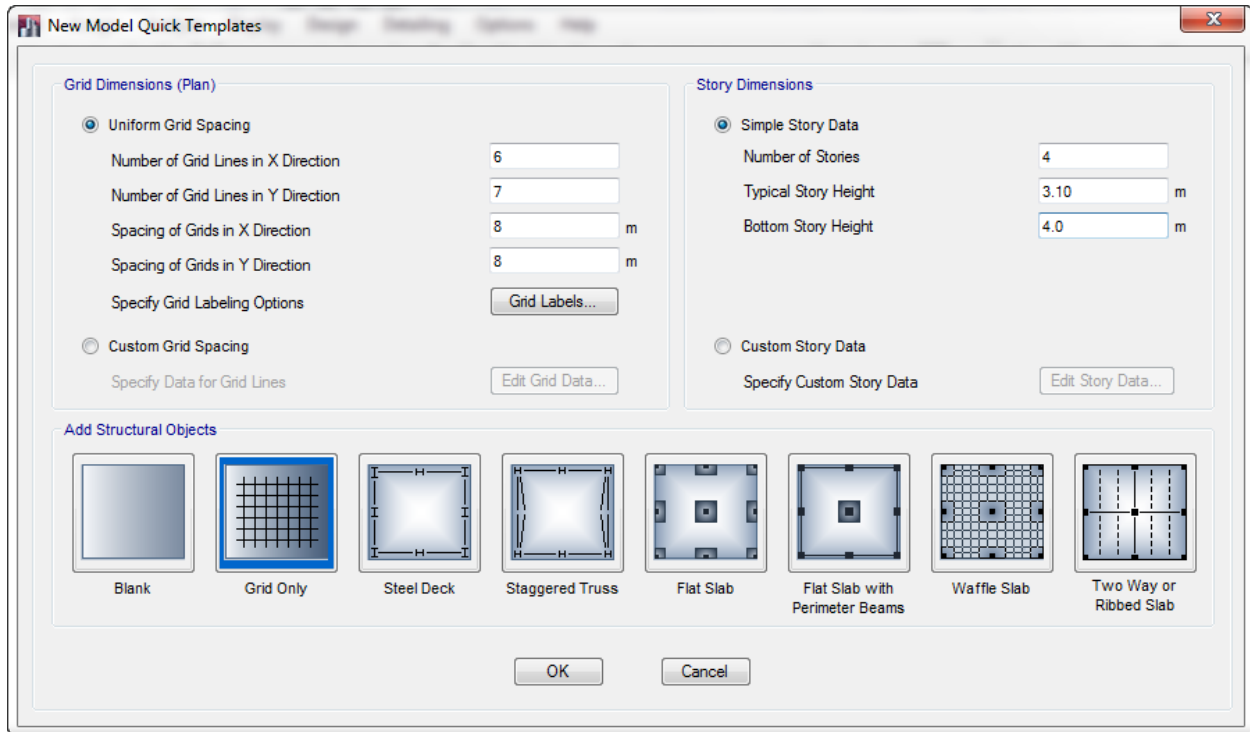 New Model Quick Templates
Design Detailing Options Help
Grid Dimensions (Plan)
Uniform Grid Spacing
Number of Grid Lines in X Direction 6
Number of Grid Lines in Y Direction 7
Spacing of Grids in X Direction 8 m
Spacing of Grids in Y Direction 8 m
Specify Grid Labeling Options Grid Labels...
Custom Grid Spacing
Specify Data for Grid Lines Edit Grid Data...
Story Dimensions
Simple Story Data
Number of Stories 4
Typical Story Height 3.10 m
Bottom Story Height 4.0 m
Custom Story Data
Specify Custom Story Data Edit Story Data...
Add Structural Objects
Blank
Grid Only
Steel Deck
Staggered Truss
Flat Slab
Flat Slab with
Perimeter Beams
Waffle Slab
Two Way or
Ribbed Slab
OK Cancel